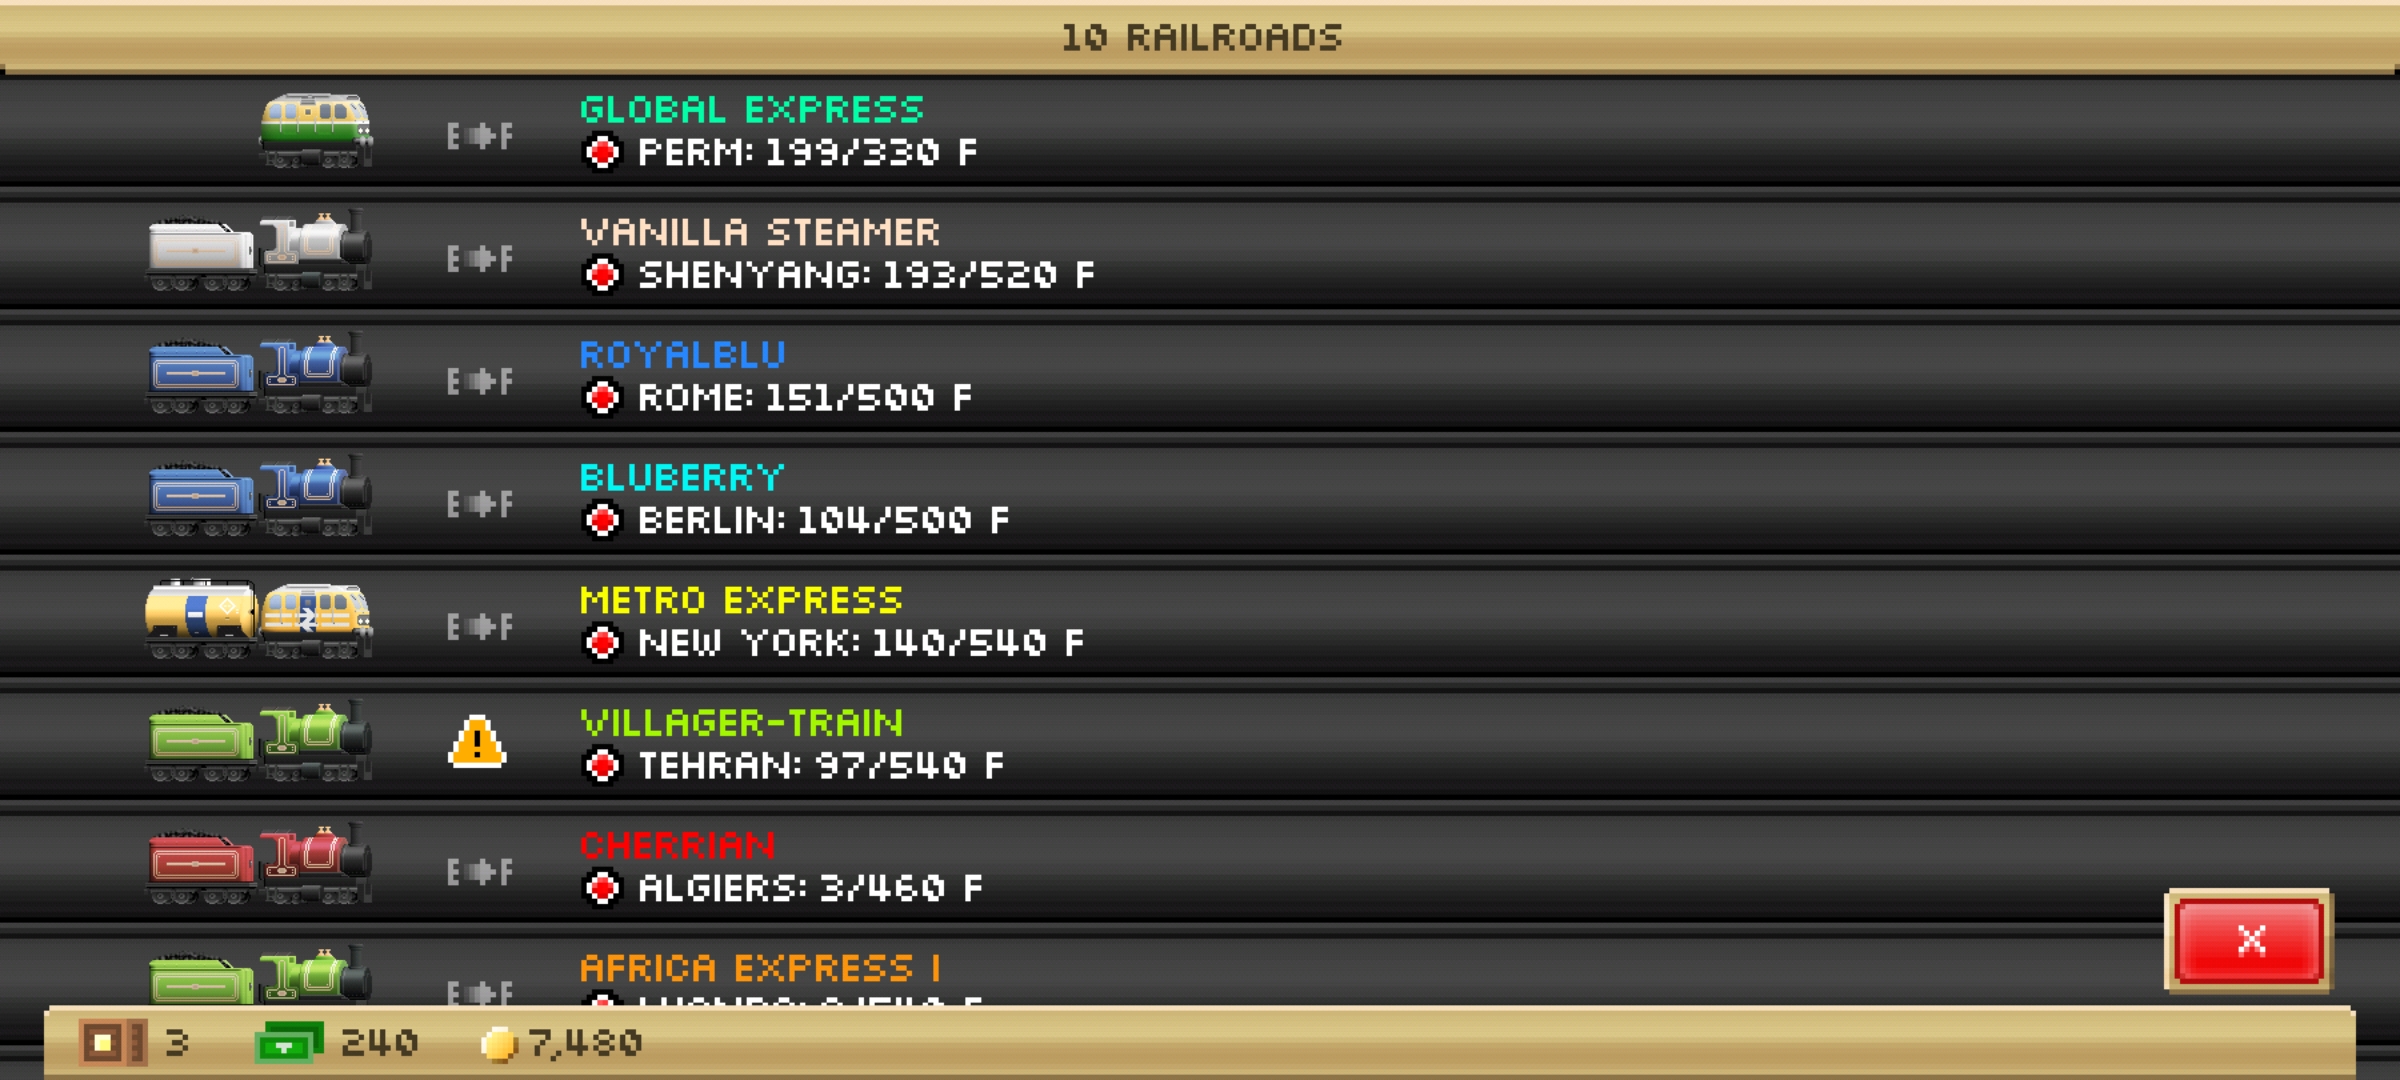 10 RAILROADS
E F
GLOBAL EXPRESS
PERM: 199/330 F
E F
VANILLA STEAMER
SHENYANG: 193/520 F
E F
ROYALBLU
ROME: 151/500 F
E F
BLUBERRY
BERLIN: 104/500 F
E F
METRO EXPRESS
NEW YORK: 140/540 F
!
VILLAGER-TRAIN
TEHRAN: 97/540 F
E F
CHERRIAN
ALGIERS: 3/460 F
X
E F
AFRICA EXPRESS I
3 240 7,480